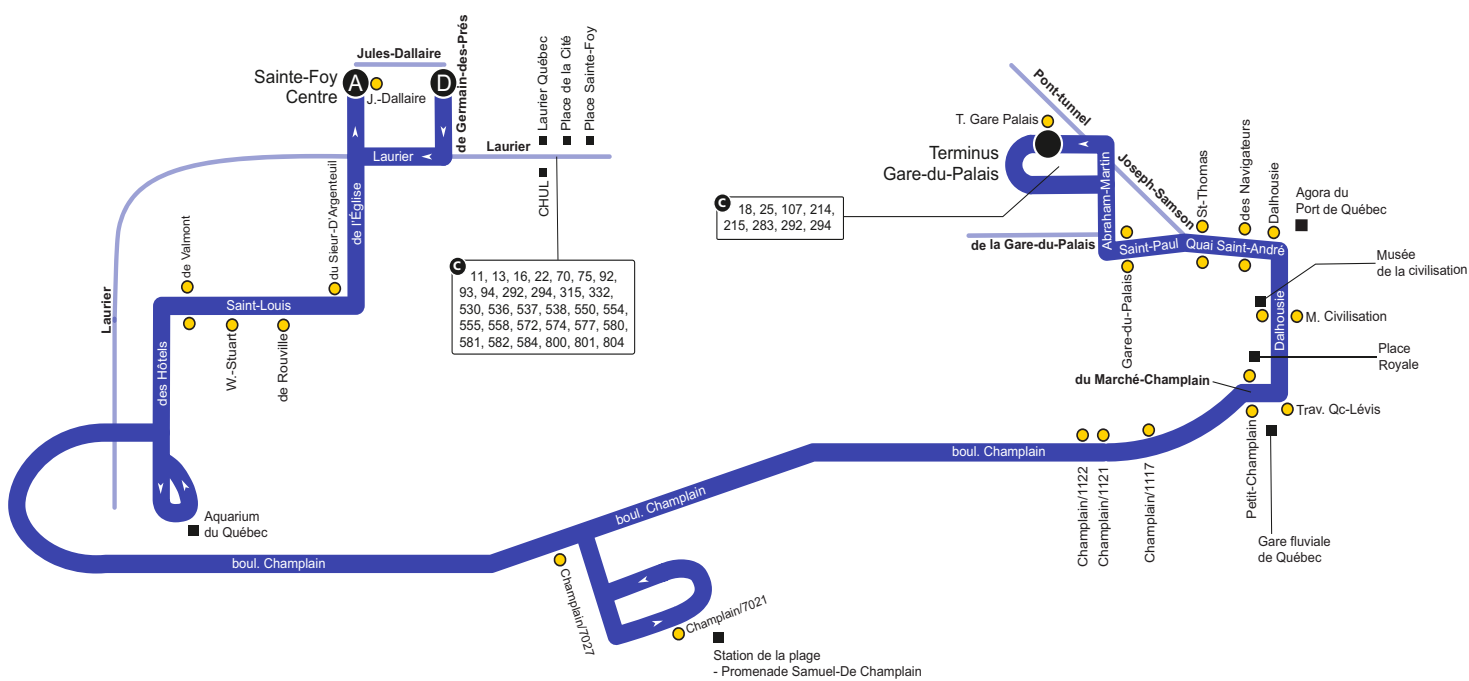 Jules-Dallaire
de Germain-des-Prés
Sainte-Foy
Centre
A
D
J.-Dallaire
Laurier Québec
Place de la Cité
Place Sainte-Foy
Laurier
Laurier
CHUL
du Sieur-D'Argenteuil
de l'Église
de Valmont
Saint-Louis
Laurier
W.-Stuart
de Rouville
des Hôtels
C 11, 13, 16, 22, 70, 75, 92,
93, 94, 292, 294, 315, 332,
530, 536, 537, 538, 550, 554,
555, 558, 572, 574, 577, 580,
581, 582, 584, 800, 801, 804
Aquarium
du Québec
boul. Champlain
Champlain/7027
Champlain/7021
Station de la plage
- Promenade Samuel-De Champlain
boul. Champlain
boul. Champlain
Pont-tunnel
T. Gare Palais
Terminus
Gare-du-Palais
Joseph-Samson
Abraham-Martin
C 18, 25, 107, 214,
215, 283, 292, 294
de la Gare-du-Palais
Saint-Paul
Quai Saint-André
St-Thomas
des Navigateurs
Dalhousie
Agora du
Port de Québec
Musée
de la civilisation
Gare-du-Palais
M. Civilisation
Dalhousie
Place
Royale
du Marché-Champlain
Trav. Qc-Lévis
Petit-Champlain
Champlain/1122
Champlain/1121
Champlain/1117
Gare fluviale
de Québec